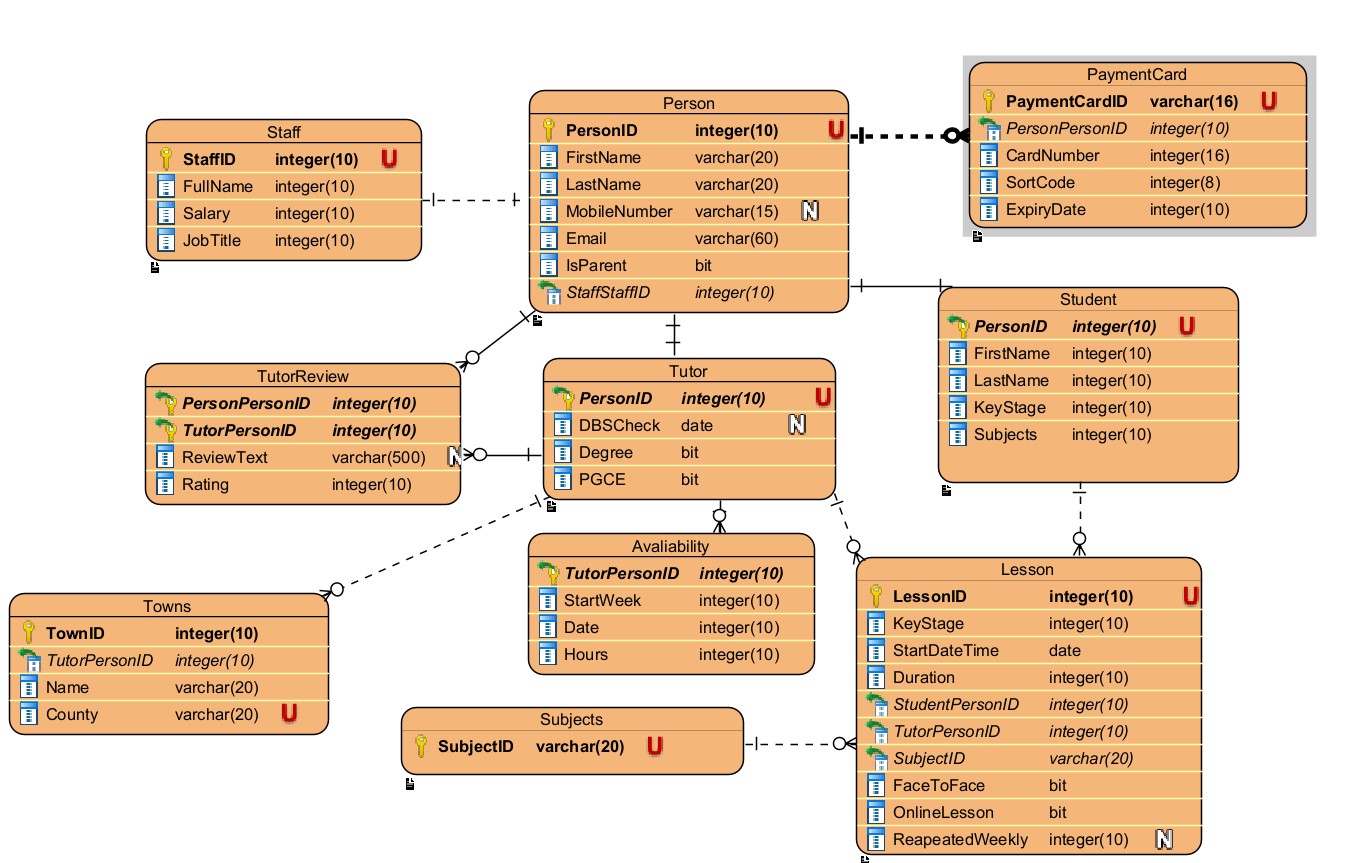 PaymentCard
PaymentCardID varchar(16) U
PersonPersonID integer(10)
CardNumber integer(16)
SortCode integer(8)
ExpiryDate integer(10)
Person
PersonID integer(10) U
FirstName varchar(20)
LastName varchar(20)
MobileNumber varchar(15) N
Email varchar(60)
IsParent bit
StaffStaffID integer(10)
Staff
StaffID integer(10) U
FullName integer(10)
Salary integer(10)
JobTitle integer(10)
Student
PersonID integer(10) U
FirstName integer(10)
LastName integer(10)
KeyStage integer(10)
Subjects integer(10)
TutorReview
PersonPersonID integer(10)
TutorPersonID integer(10)
ReviewText varchar(500) N
Rating integer(10)
Tutor
PersonID integer(10) U
DBSCheck date N
Degree bit
PGCE bit
Avaliability
TutorPersonID integer(10)
StartWeek integer(10)
Date integer(10)
Hours integer(10)
Lesson
LessonID integer(10) U
KeyStage integer(10)
StartDateTime date
Duration integer(10)
StudentPersonID integer(10)
TutorPersonID integer(10)
SubjectID varchar(20)
FaceToFace bit
OnlineLesson bit
ReapeatedWeekly integer(10) N
Towns
TownID integer(10)
TutorPersonID integer(10)
Name varchar(20)
County varchar(20) U
Subjects
SubjectID varchar(20) U